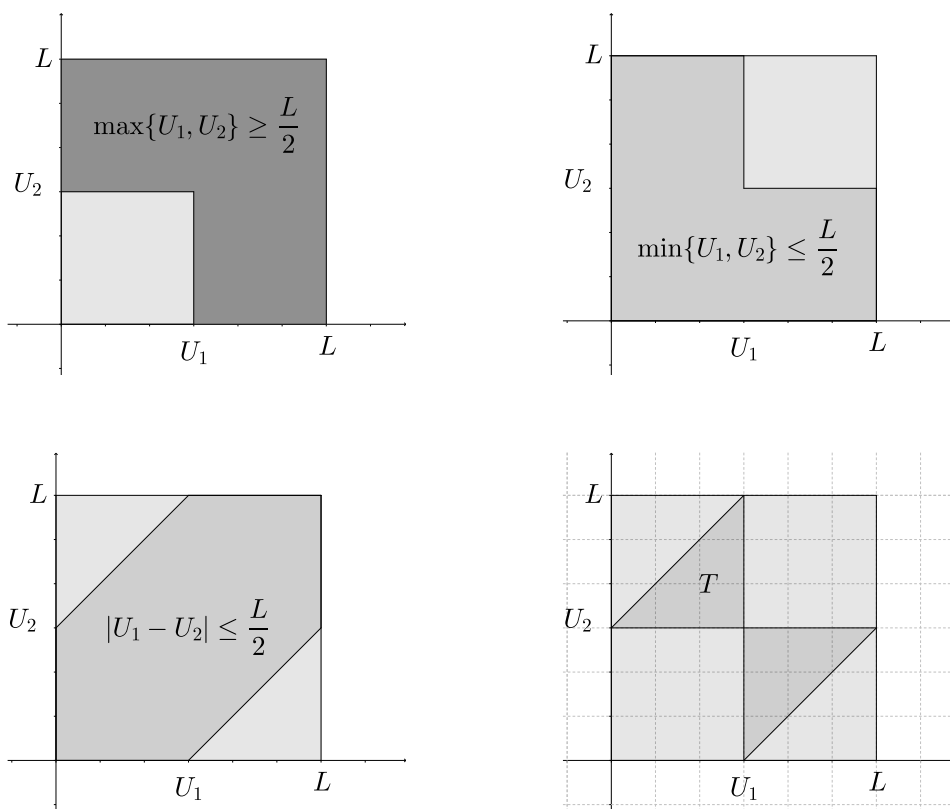 L
max{U₁, U₂} ≥ L/2
U₂
U₁
L
L
U₂
min{U₁, U₂} ≤ L/2
U₁
L
L
U₂
|U₁ − U₂| ≤ L/2
U₁
L
L
T
U₂
U₁
L